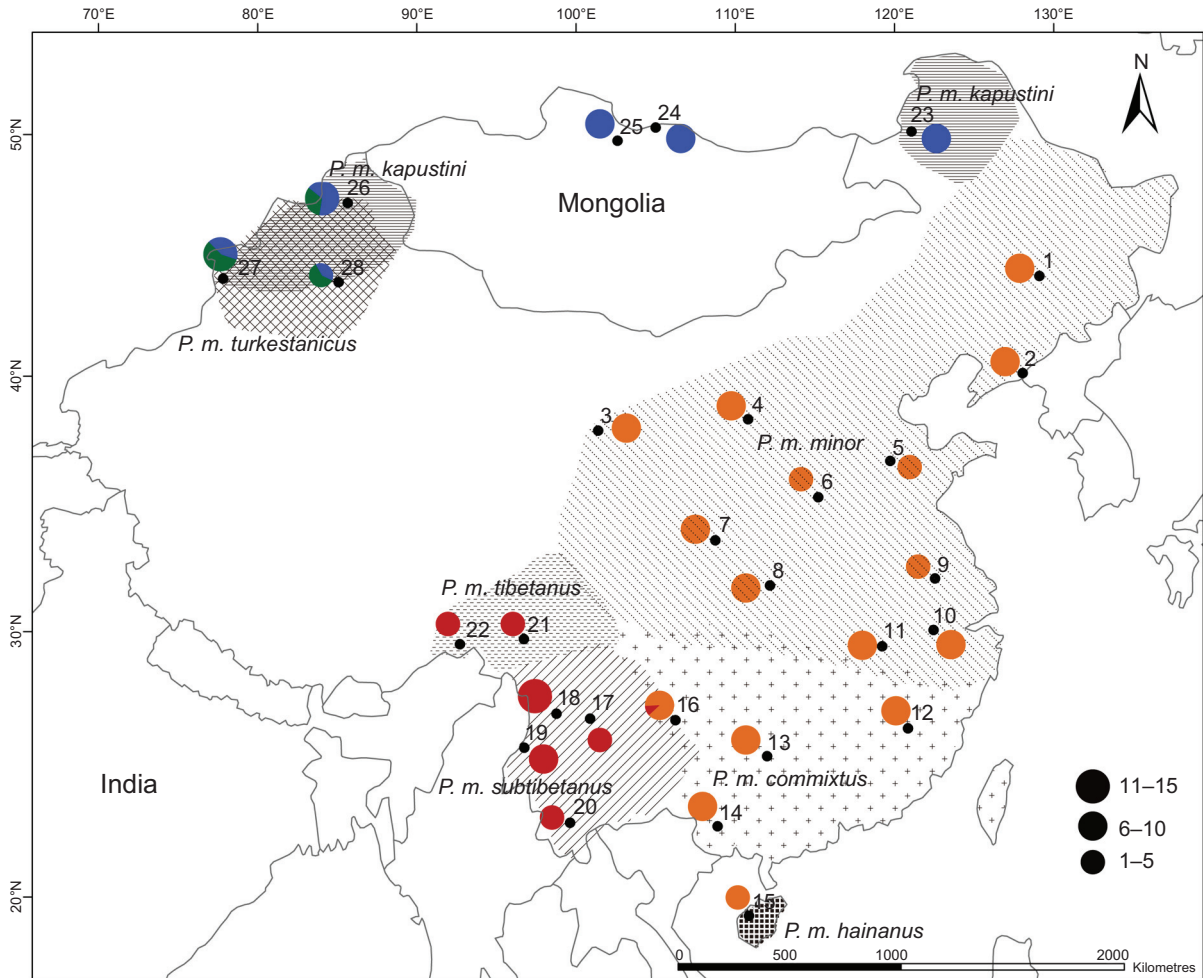 70°E 80°E 90°E 100°E 110°E 120°E 130°E
N
P. m. kapustini
23
24
25
50°N
P. m. kapustini
26
Mongolia
27
28
1
P. m. turkestanicus
2
40°N
3
4
P. m. minor
5
6
7
8
9
P. m. tibetanus
30°N
22
21
10
11
18
17
16
12
19
13
India
P. m. subtibetanus
P. m. commixtus
11–15
20
14
6–10
1–5
20°N
15
P. m. hainanus
0 500 1000 2000
Kilometres